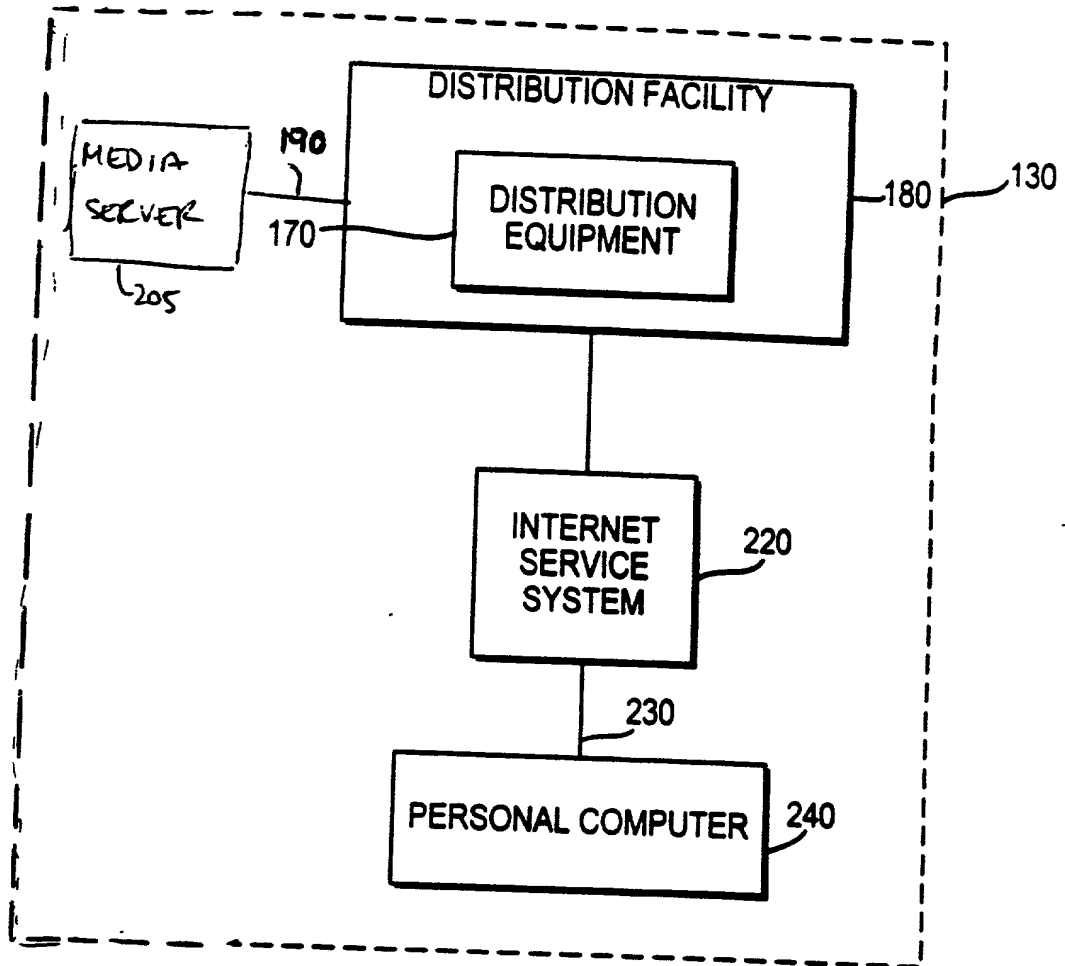 DISTRIBUTION FACILITY
MEDIA
SERVER
205
190
170
DISTRIBUTION
EQUIPMENT
180
130
INTERNET
SERVICE
SYSTEM
220
230
PERSONAL COMPUTER
240